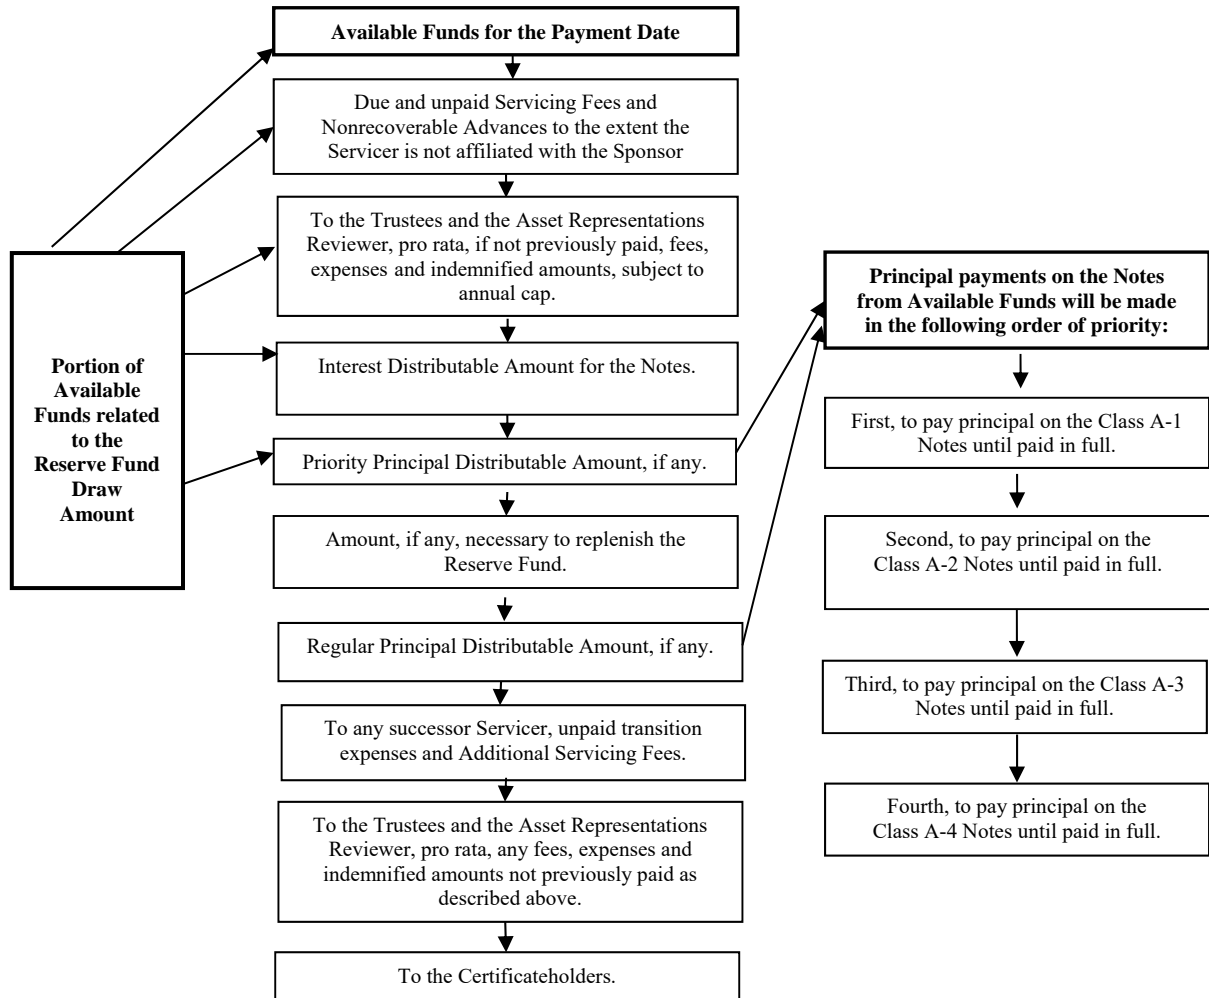 Available Funds for the Payment Date
Due and unpaid Servicing Fees and
Nonrecoverable Advances to the extent the
Servicer is not affiliated with the Sponsor
To the Trustees and the Asset Representations
Reviewer, pro rata, if not previously paid, fees,
expenses and indemnified amounts, subject to
annual cap.
Interest Distributable Amount for the Notes.
Priority Principal Distributable Amount, if any.
Amount, if any, necessary to replenish the
Reserve Fund.
Regular Principal Distributable Amount, if any.
To any successor Servicer, unpaid transition
expenses and Additional Servicing Fees.
To the Trustees and the Asset Representations
Reviewer, pro rata, any fees, expenses and
indemnified amounts not previously paid as
described above.
To the Certificateholders.
Portion of
Available
Funds related
to the
Reserve Fund
Draw
Amount
Principal payments on the Notes
from Available Funds will be made
in the following order of priority:
First, to pay principal on the Class A-1
Notes until paid in full.
Second, to pay principal on the
Class A-2 Notes until paid in full.
Third, to pay principal on the Class A-3
Notes until paid in full.
Fourth, to pay principal on the
Class A-4 Notes until paid in full.